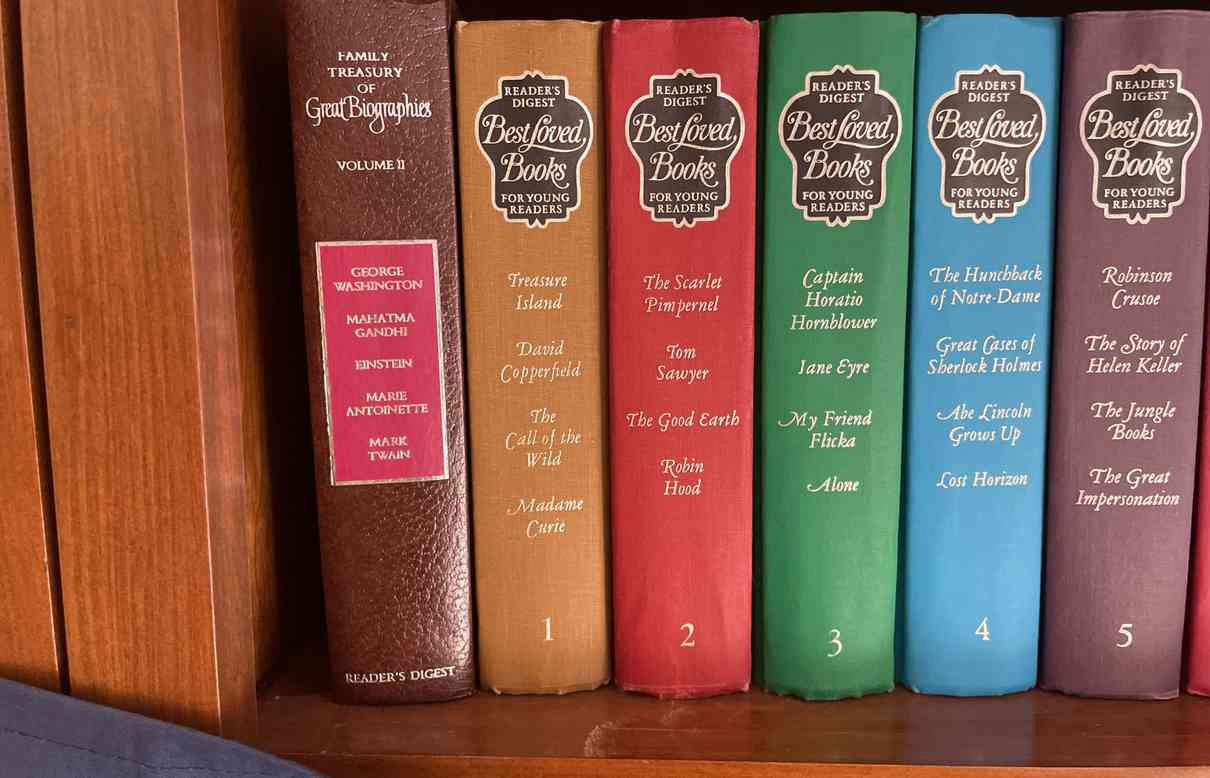 FAMILY
TREASURY
OF
Great Biographies
VOLUME II
GEORGE
WASHINGTON
MAHATMA
GANDHI
EINSTEIN
MARIE
ANTOINETTE
MARK
TWAIN
READER'S DIGEST
READER'S
DIGEST
Best Loved
Books
FOR YOUNG
READERS
Treasure
Island
David
Copperfield
The
Call of the
Wild
Madame
Curie
1
READER'S
DIGEST
Best Loved
Books
FOR YOUNG
READERS
The Scarlet
Pimpernel
Tom
Sawyer
The Good Earth
Robin
Hood
2
READER'S
DIGEST
Best Loved
Books
FOR YOUNG
READERS
Captain
Horatio
Hornblower
Jane Eyre
My Friend
Flicka
Alone
3
READER'S
DIGEST
Best Loved
Books
FOR YOUNG
READERS
The Hunchback
of Notre-Dame
Great Cases of
Sherlock Holmes
Abe Lincoln
Grows Up
Lost Horizon
4
READER'S
DIGEST
Best Loved
Books
FOR YOUNG
READERS
Robinson
Crusoe
The Story of
Helen Keller
The Jungle
Books
The Great
Impersonation
5